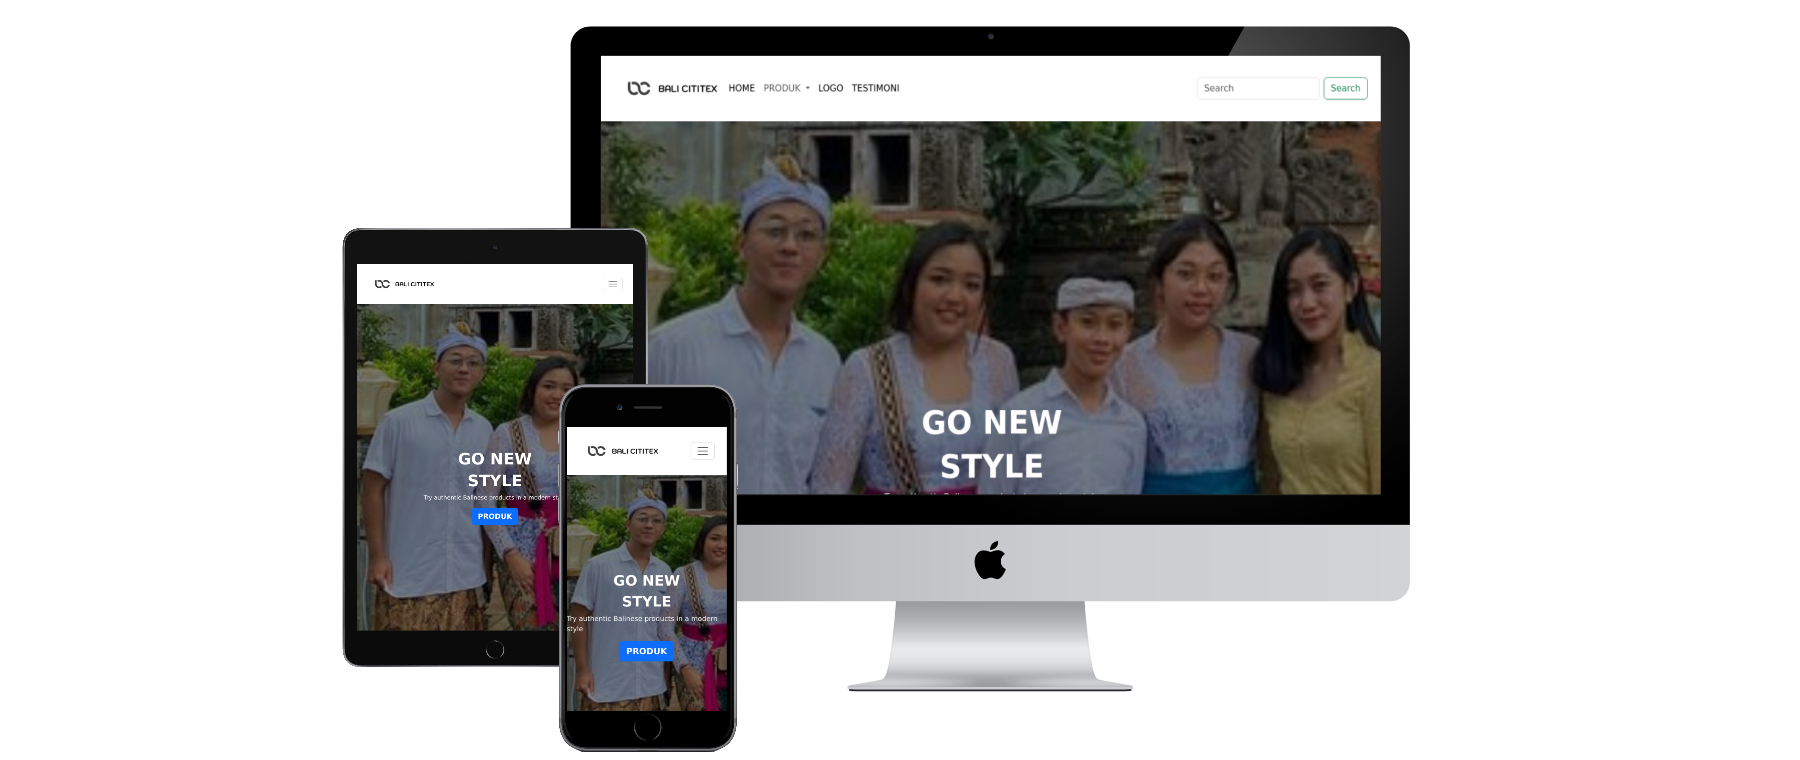 BALI CITITEX HOME PRODUK LOGO TESTIMONI Search Search
GO NEW
STYLE
BALI CITITEX
GO NEW
STYLE
Try authentic Balinese products in a modern st
PRODUK
BALI CITITEX
GO NEW
STYLE
Try authentic Balinese products in a modern
style
PRODUK